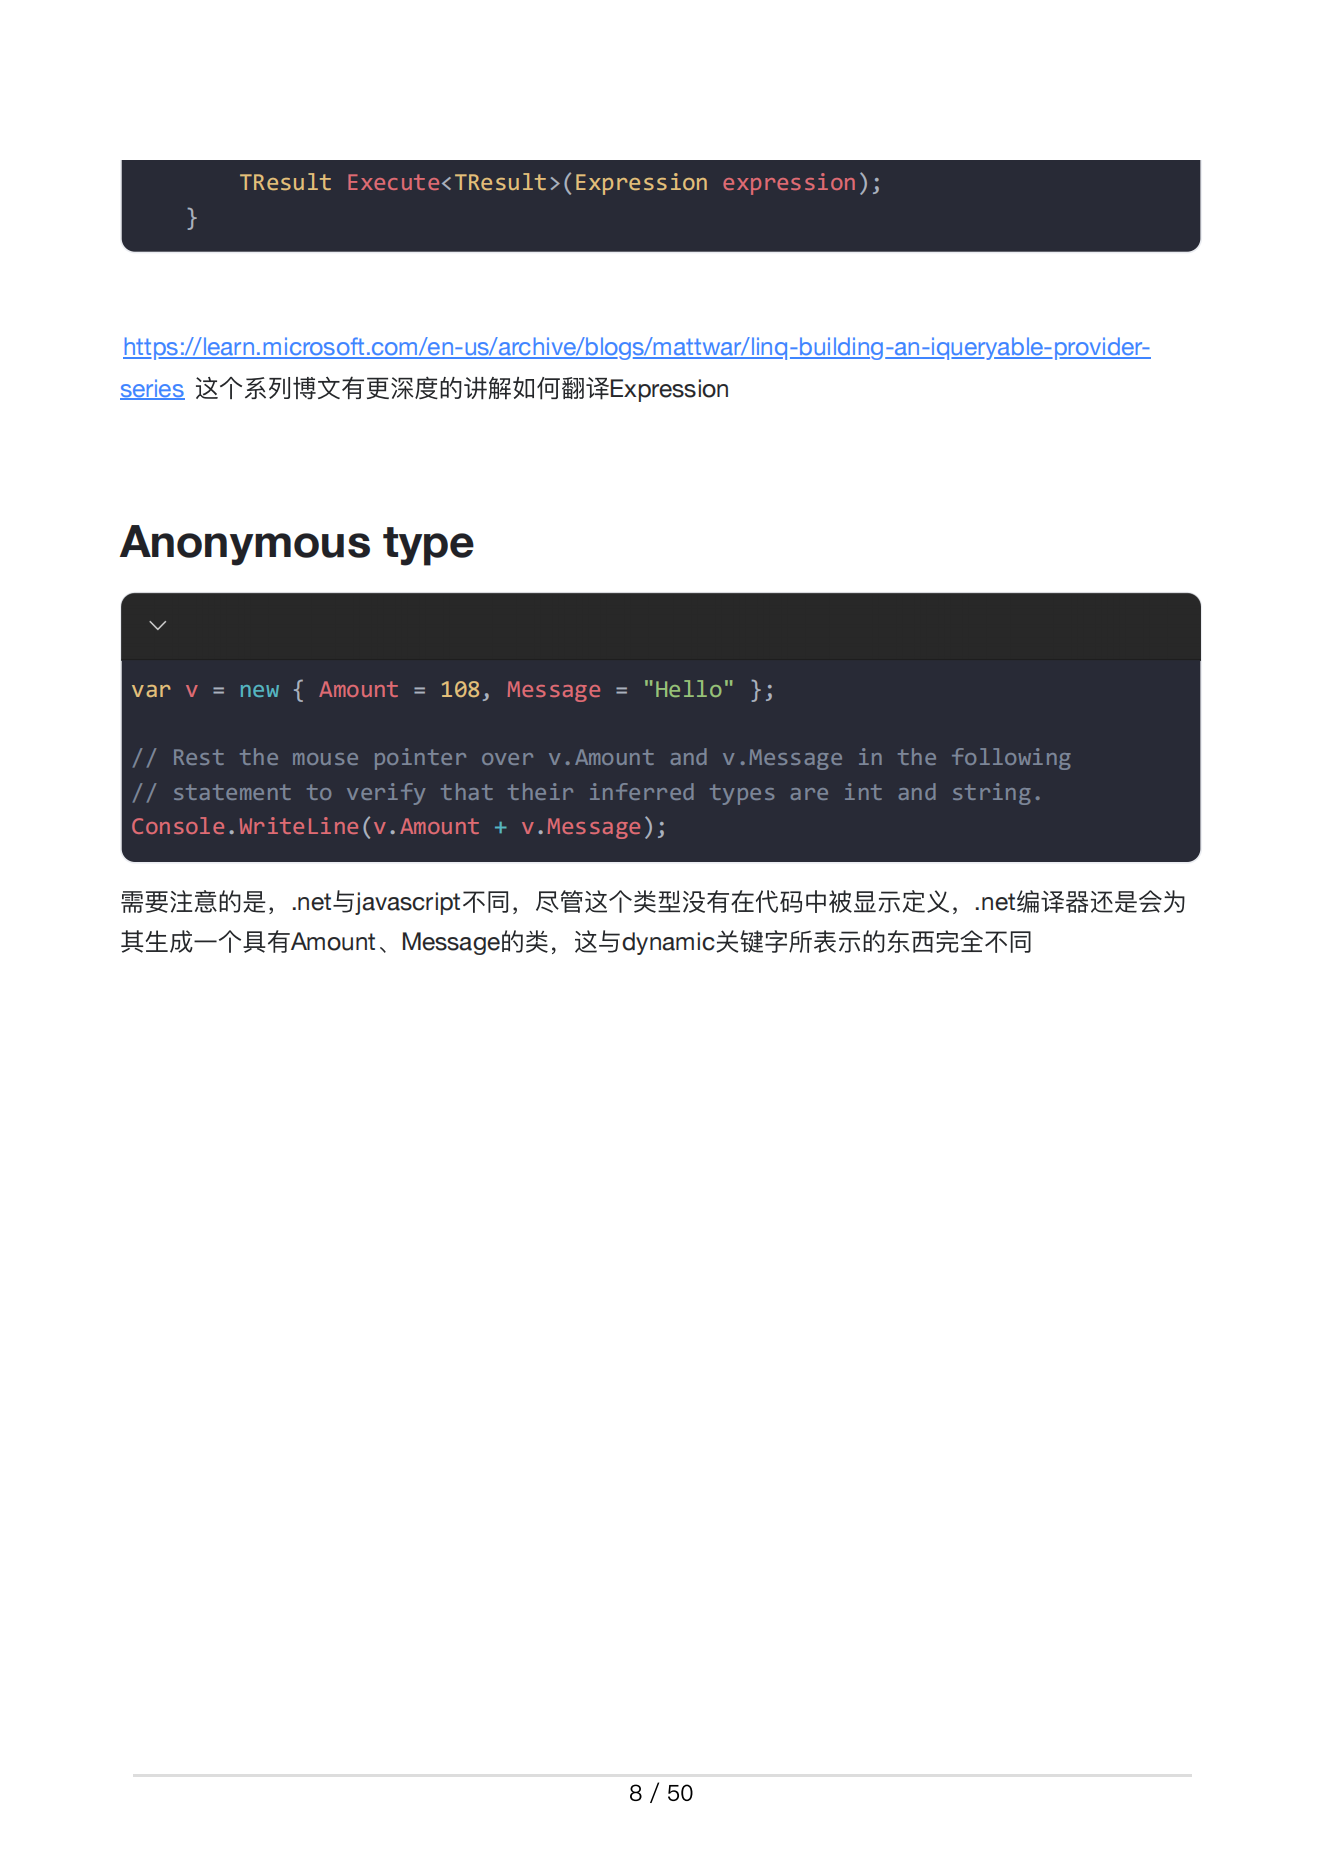 TResult Execute<TResult>(Expression expression);
}
https://learn.microsoft.com/en-us/archive/blogs/mattwar/linq-building-an-iqueryable-provider-
series 这个系列博文有更深度的讲解如何翻译Expression
Anonymous type
var v = new { Amount = 108, Message = "Hello" };
// Rest the mouse pointer over v.Amount and v.Message in the following
// statement to verify that their inferred types are int and string.
Console.WriteLine(v.Amount + v.Message);
需要注意的是，.net与javascript不同，尽管这个类型没有在代码中被显示定义，.net编译器还是会为
其生成一个具有Amount、Message的类，这与dynamic关键字所表示的东西完全不同
8 / 50